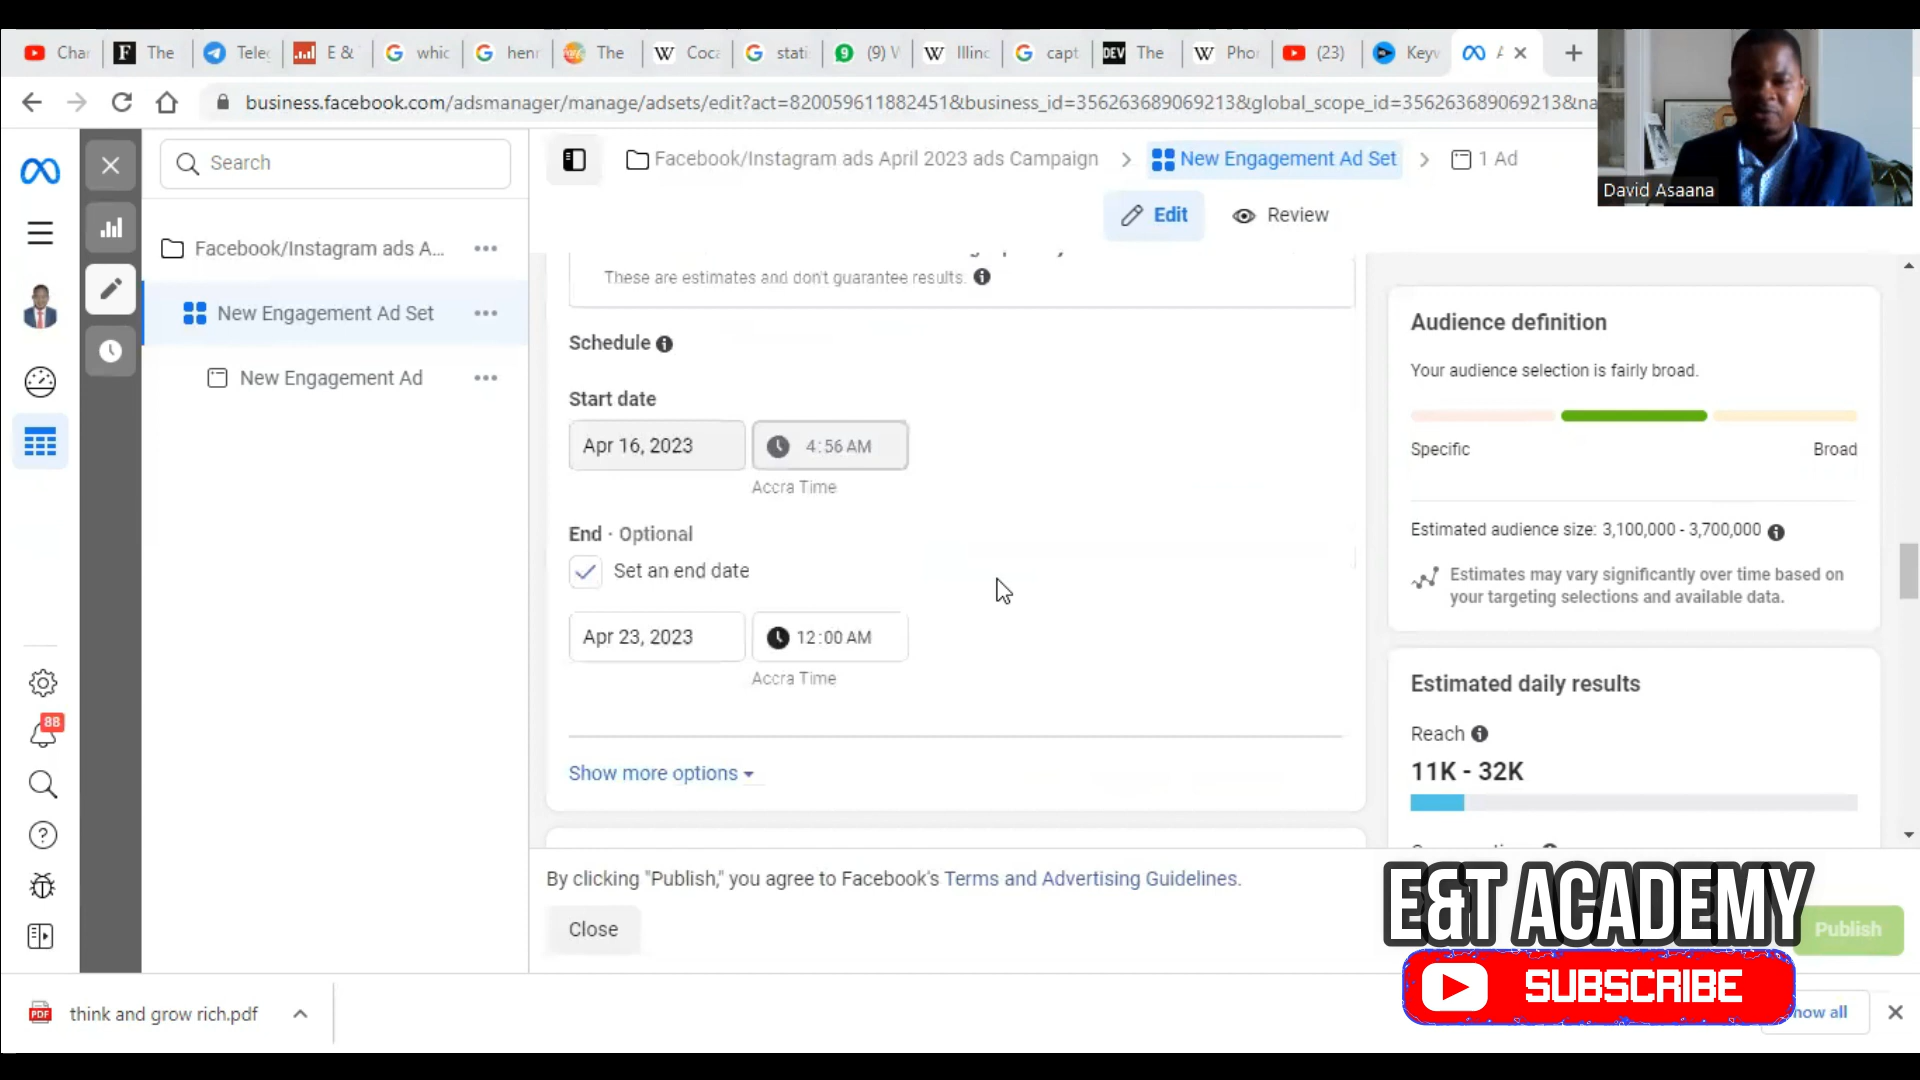 Cha
The
Tele
E &
whic
henr
The
Coca
stati
(9) V
Illinc
capt
DEV
The
Pho
(23)
Keyv
business.facebook.com/adsmanager/manage/adsets/edit?act=820059611882451&business_id=356263689069213&global_scope_id=356263689069213&na
David Asaana
Search
Facebook/Instagram ads April 2023 ads Campaign
New Engagement Ad Set
1 Ad
Edit
Review
Facebook/Instagram ads A...
New Engagement Ad Set
New Engagement Ad
These are estimates and don't guarantee results.
Schedule
Start date
Apr 16, 2023
4:56 AM
Accra Time
End · Optional
Set an end date
Apr 23, 2023
12:00 AM
Accra Time
Show more options
Audience definition
Your audience selection is fairly broad.
Specific
Broad
Estimated audience size: 3,100,000 - 3,700,000
Estimates may vary significantly over time based on
your targeting selections and available data.
Estimated daily results
Reach
11K - 32K
88
By clicking "Publish," you agree to Facebook's Terms and Advertising Guidelines.
Close
Publish
E&T ACADEMY
SUBSCRIBE
PDF
think and grow rich.pdf
how all